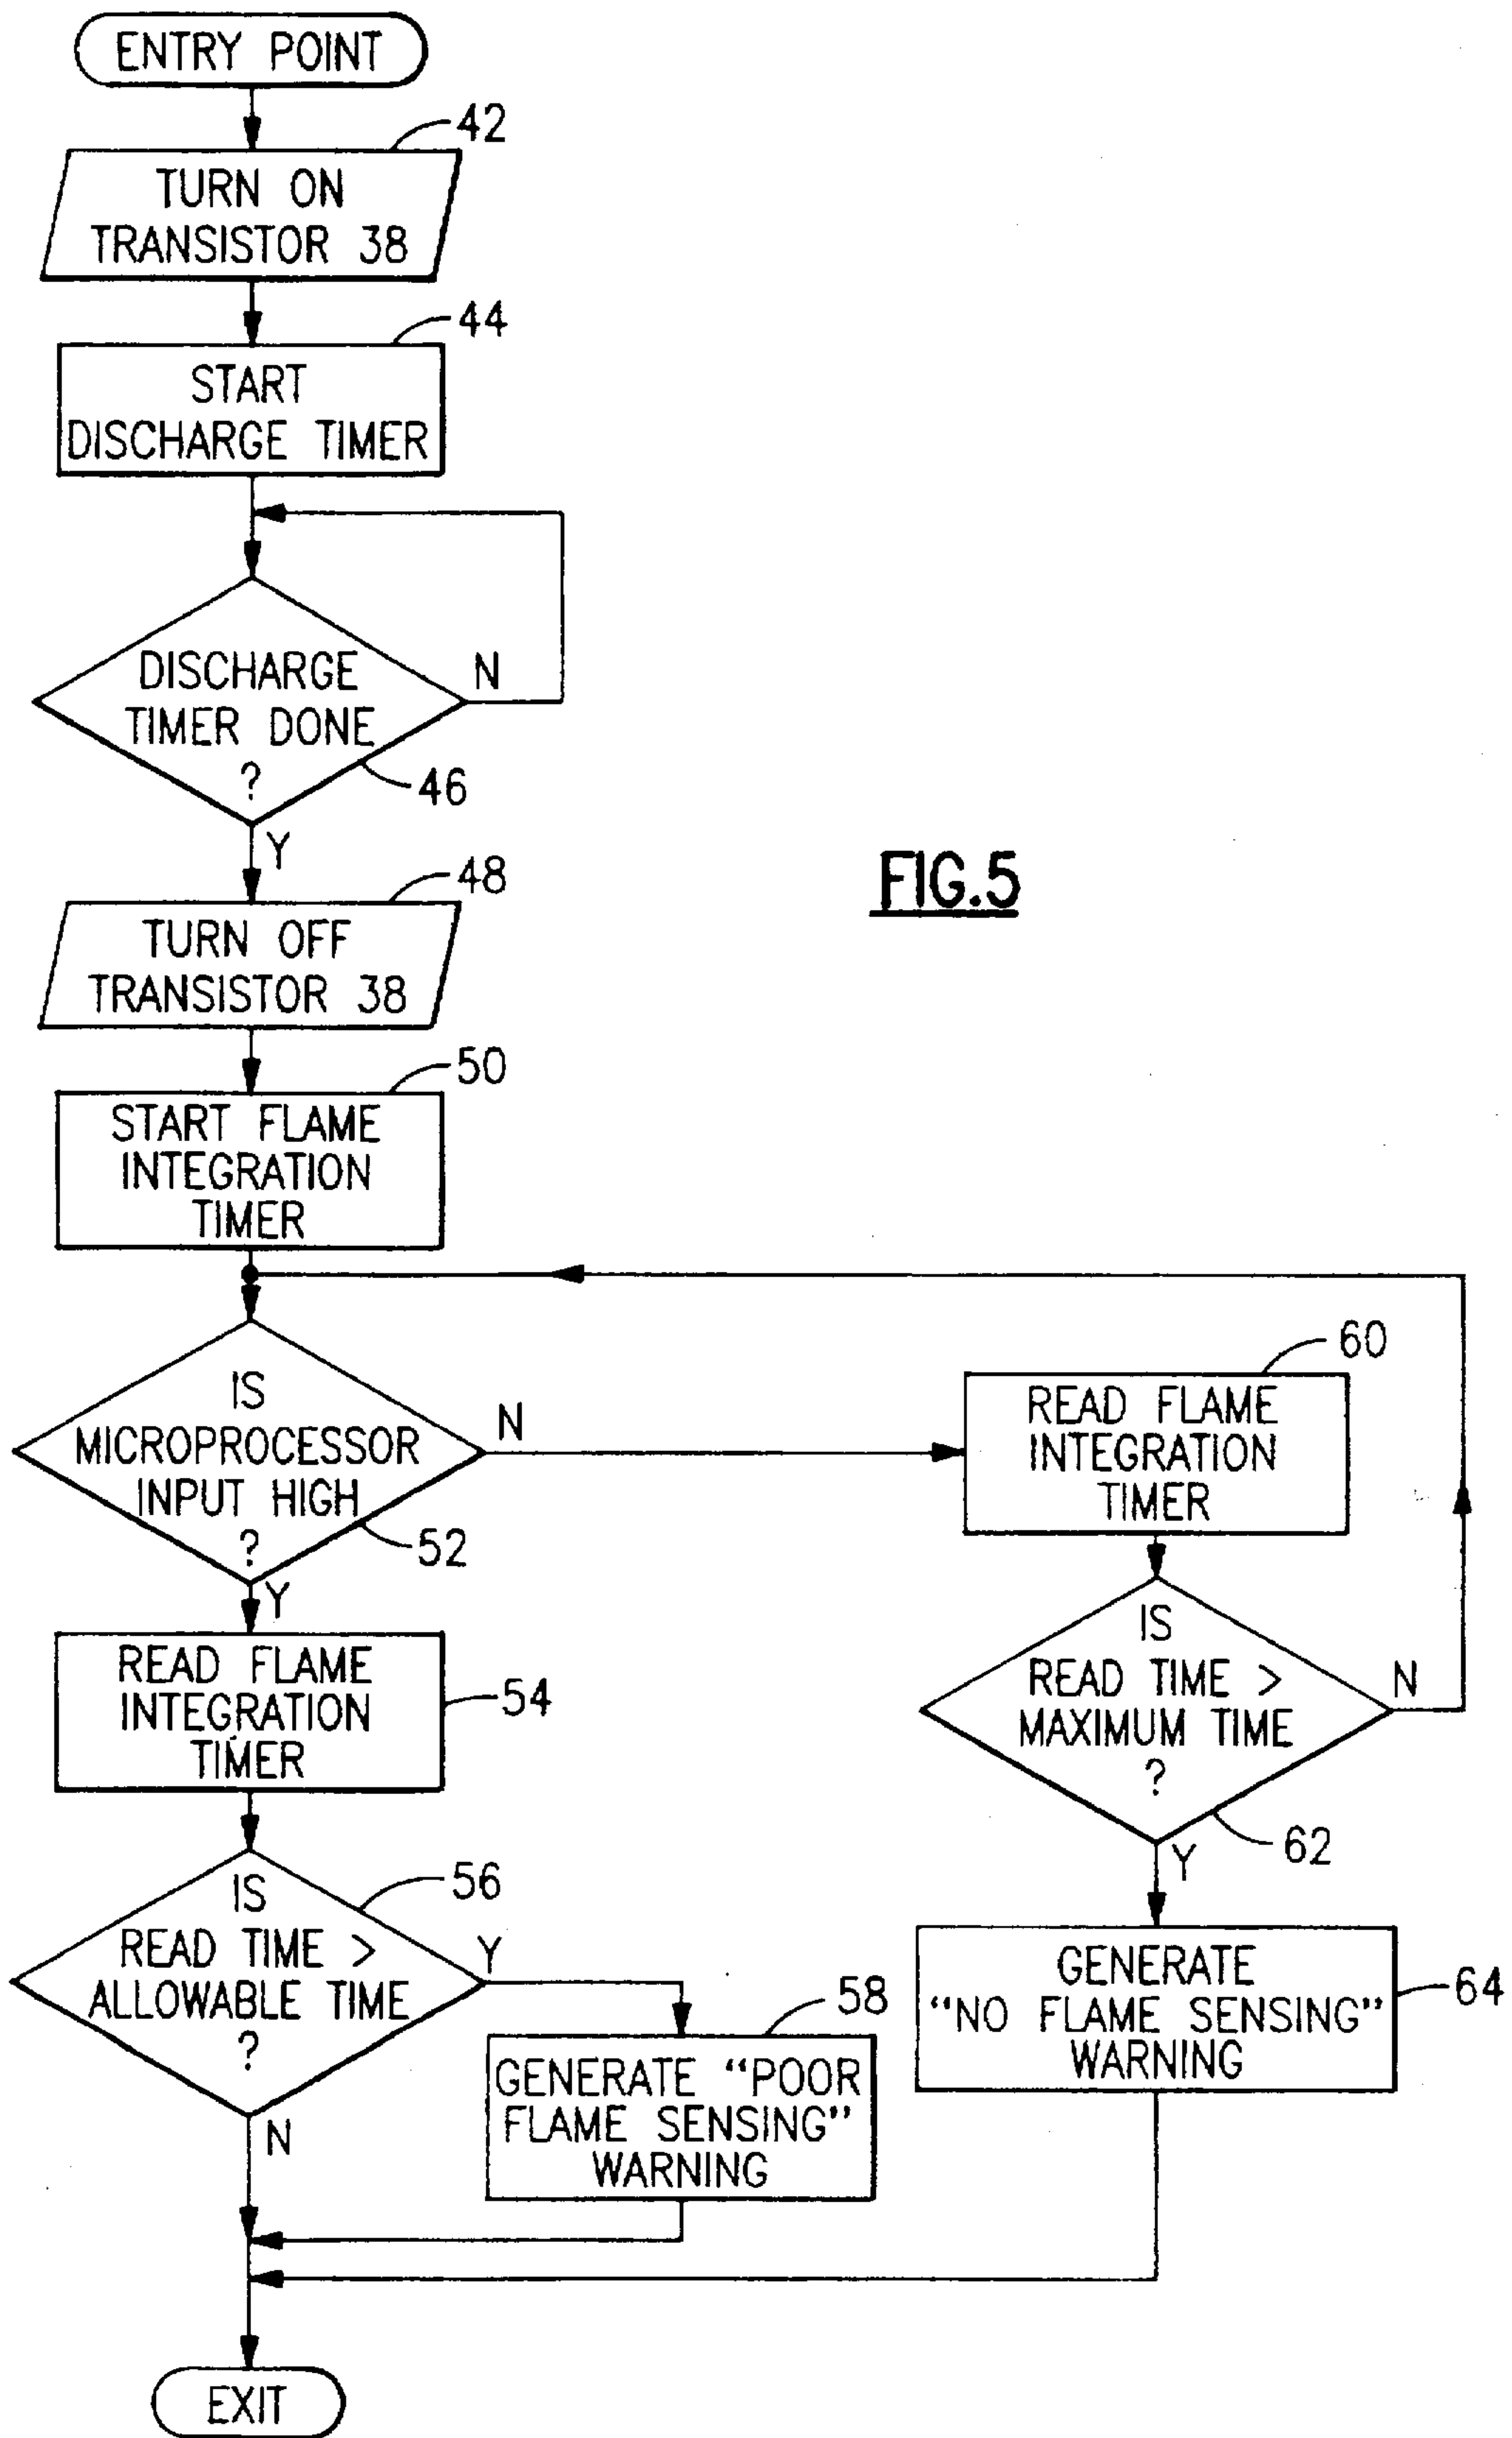 ENTRY POINT
42
TURN ON
TRANSISTOR 38
44
START
DISCHARGE TIMER
DISCHARGE
TIMER DONE
?
N
46
Y
48
TURN OFF
TRANSISTOR 38
FIG.5
50
START FLAME
INTEGRATION
TIMER
IS
MICROPROCESSOR
INPUT HIGH
?
N
52
Y
60
READ FLAME
INTEGRATION
TIMER
IS
READ TIME >
MAXIMUM TIME
?
N
62
Y
READ FLAME
INTEGRATION
TIMER
54
IS
READ TIME >
ALLOWABLE TIME
?
56
Y
N
58
GENERATE "POOR
FLAME SENSING"
WARNING
GENERATE
"NO FLAME SENSING"
WARNING
64
EXIT